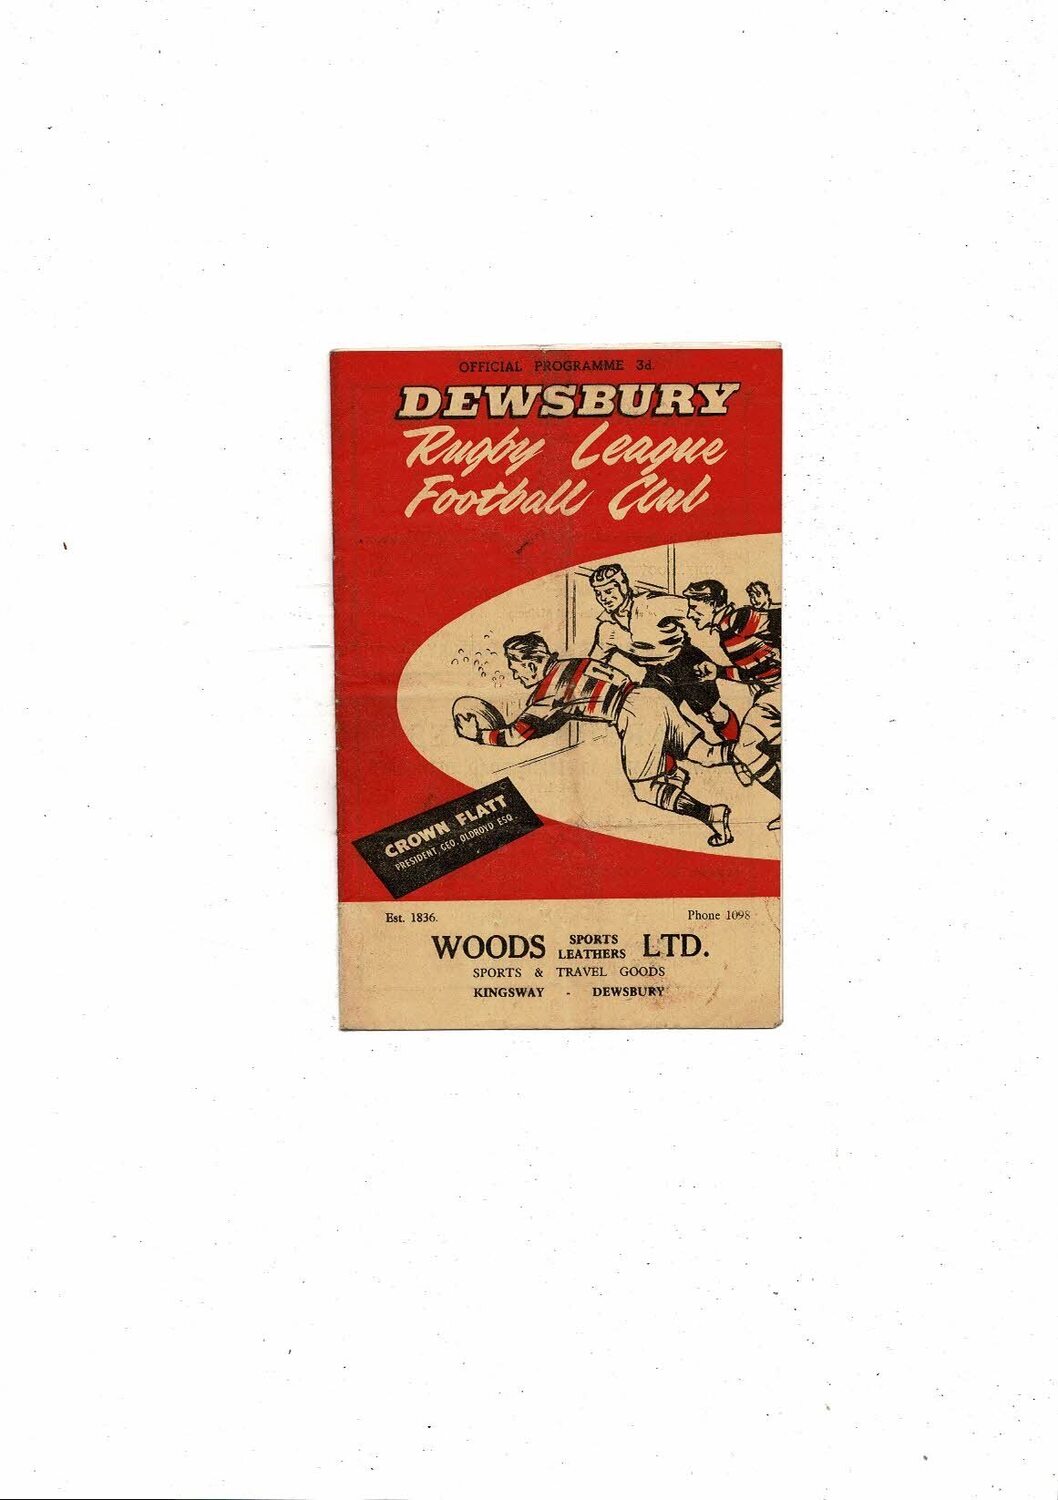 OFFICIAL PROGRAMME 3d.
DEWSBURY
Rugby League
Football Club
CROWN FLATT
PRESIDENT, GEO. OLDROYD ESQ.
Est. 1836.
Phone 1098
WOODS SPORTS LEATHERS LTD.
SPORTS & TRAVEL GOODS
KINGSWAY - DEWSBURY